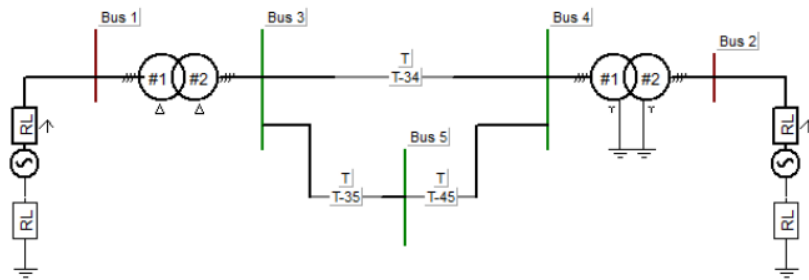 Bus 1
Bus 3
Bus 4
Bus 2
#1 #2
T
T-34
#1 #2
RL
RL
Bus 5
T
T-35
T
T-45
RL
RL